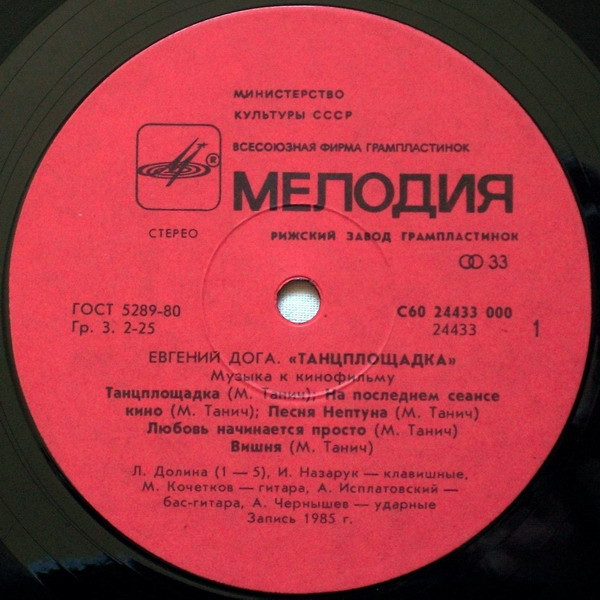 МИНИСТЕРСТВО
КУЛЬТУРЫ СССР
ВСЕСОЮЗНАЯ ФИРМА ГРАМПЛАСТИНОК
®
МЕЛОДИЯ
СТЕРЕО
РИЖСКИЙ ЗАВОД ГРАМПЛАСТИНОК
33
ГОСТ 5289-80
С60 24433 000
Гр. 3. 2-25
24433
1
ЕВГЕНИЙ ДОГА. «ТАНЦПЛОЩАДКА»
Музыка к кинофильму
Танцплощадка (М. Танич); На последнем сеансе
кино (М. Танич); Песня Нептуна (М. Танич)
Любовь начинается просто (М. Танич)
Вишня (М. Танич)
Л. Долина (1 — 5), И. Назарук — клавишные,
М. Кочетков — гитара, А. Исплатовский —
бас-гитара, А. Чернышев — ударные
Запись 1985 г.